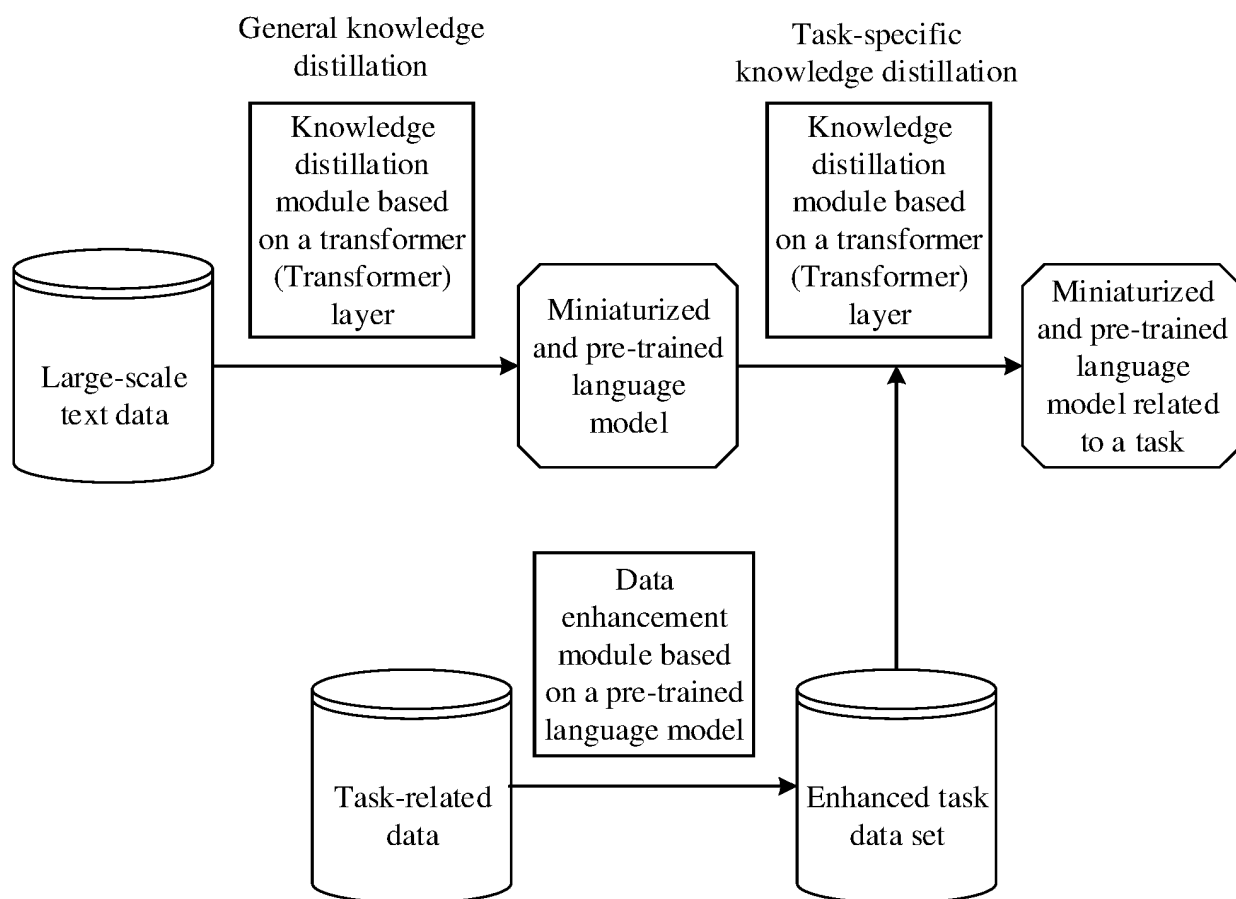 General knowledge
distillation
Task-specific
knowledge distillation
Knowledge
distillation
module based
on a transformer
(Transformer)
layer
Knowledge
distillation
module based
on a transformer
(Transformer)
layer
Large-scale
text data
Miniaturized
and pre-trained
language
model
Miniaturized
and pre-trained
language
model related
to a task
Data
enhancement
module based
on a pre-trained
language model
Task-related
data
Enhanced task
data set